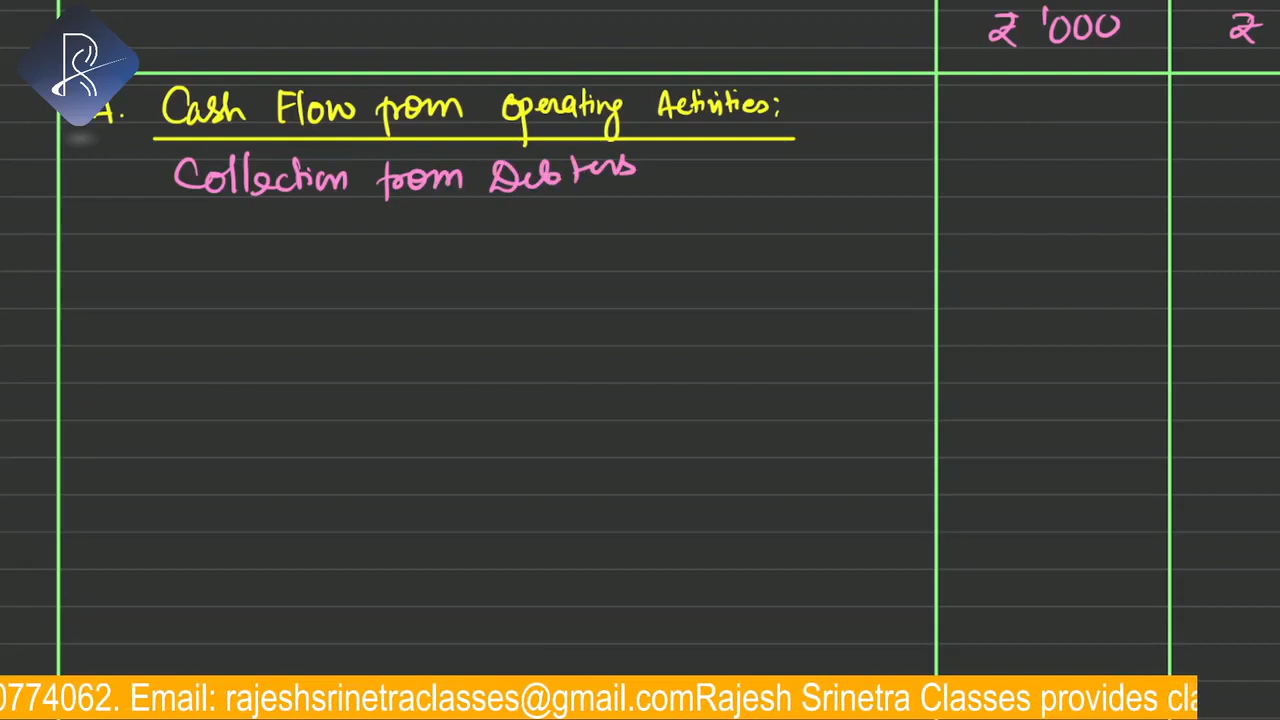 ₹ '000 ₹
A. Cash Flow from operating Activities:
Collection from Debtors
0774062. Email: rajeshsrinetraclasses@gmail.comRajesh Srinetra Classes provides cla